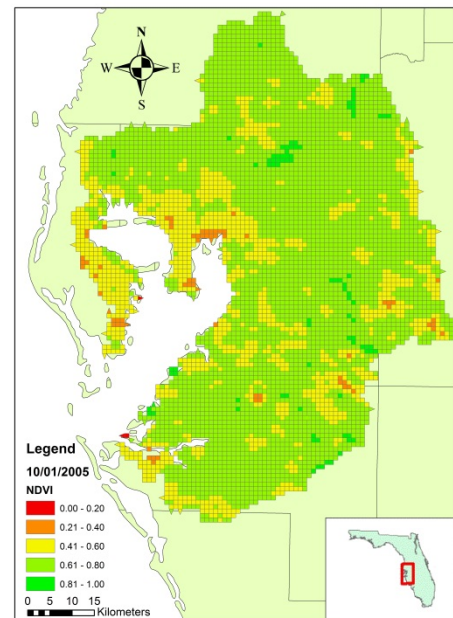 N
W E
S
Legend
10/01/2005
NDVI
0.00 - 0.20
0.21 - 0.40
0.41 - 0.60
0.61 - 0.80
0.81 - 1.00
0 5 10 15
Kilometers